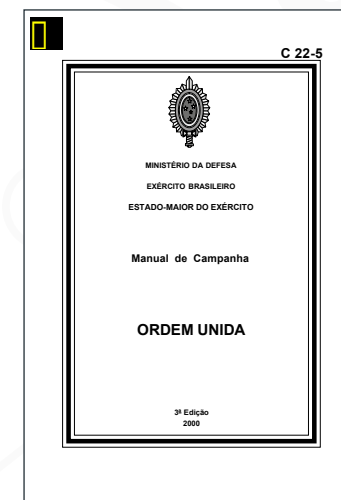 C 22-5
MINISTÉRIO DA DEFESA
EXÉRCITO BRASILEIRO
ESTADO-MAIOR DO EXÉRCITO
Manual de Campanha
ORDEM UNIDA
3ª Edição
2000